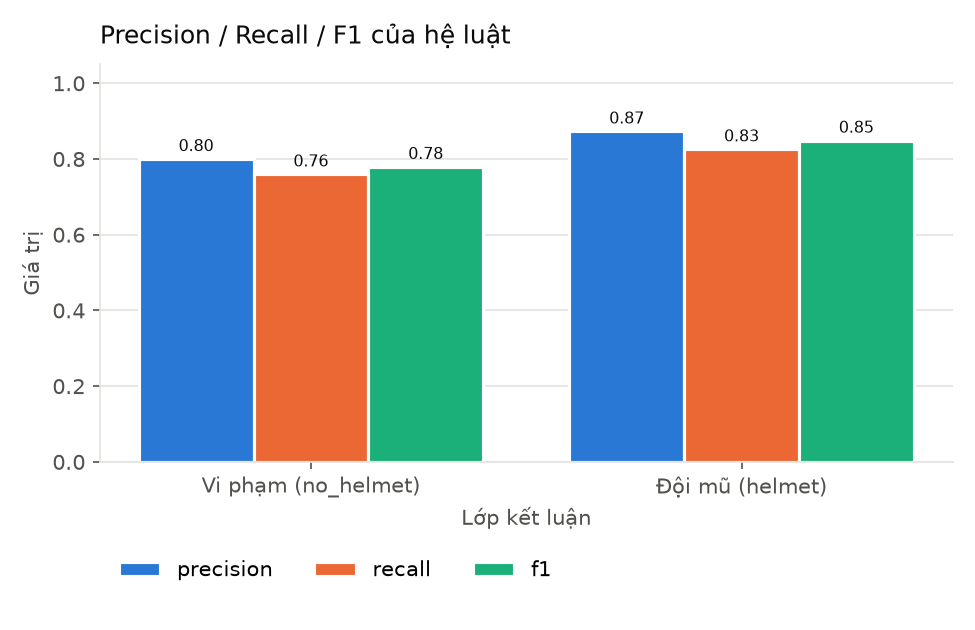 Precision / Recall / F1 của hệ luật
1.0
0.8
0.6
0.4
0.2
0.0
Giá trị
0.80
0.76
0.78
0.87
0.83
0.85
Vi phạm (no_helmet)
Đội mũ (helmet)
Lớp kết luận
precision
recall
f1